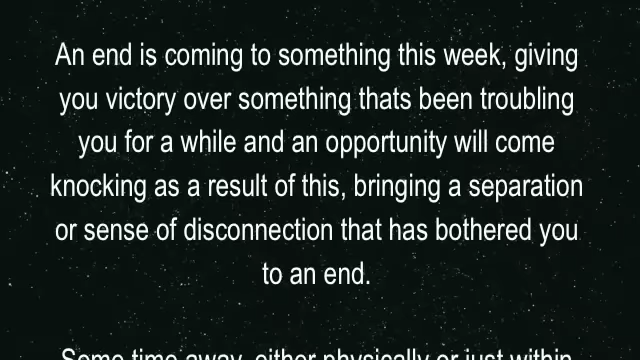 An end is coming to something this week, giving
you victory over something thats been troubling
you for a while and an opportunity will come
knocking as a result of this, bringing a separation
or sense of disconnection that has bothered you
to an end.
Some time away, either physically or just within